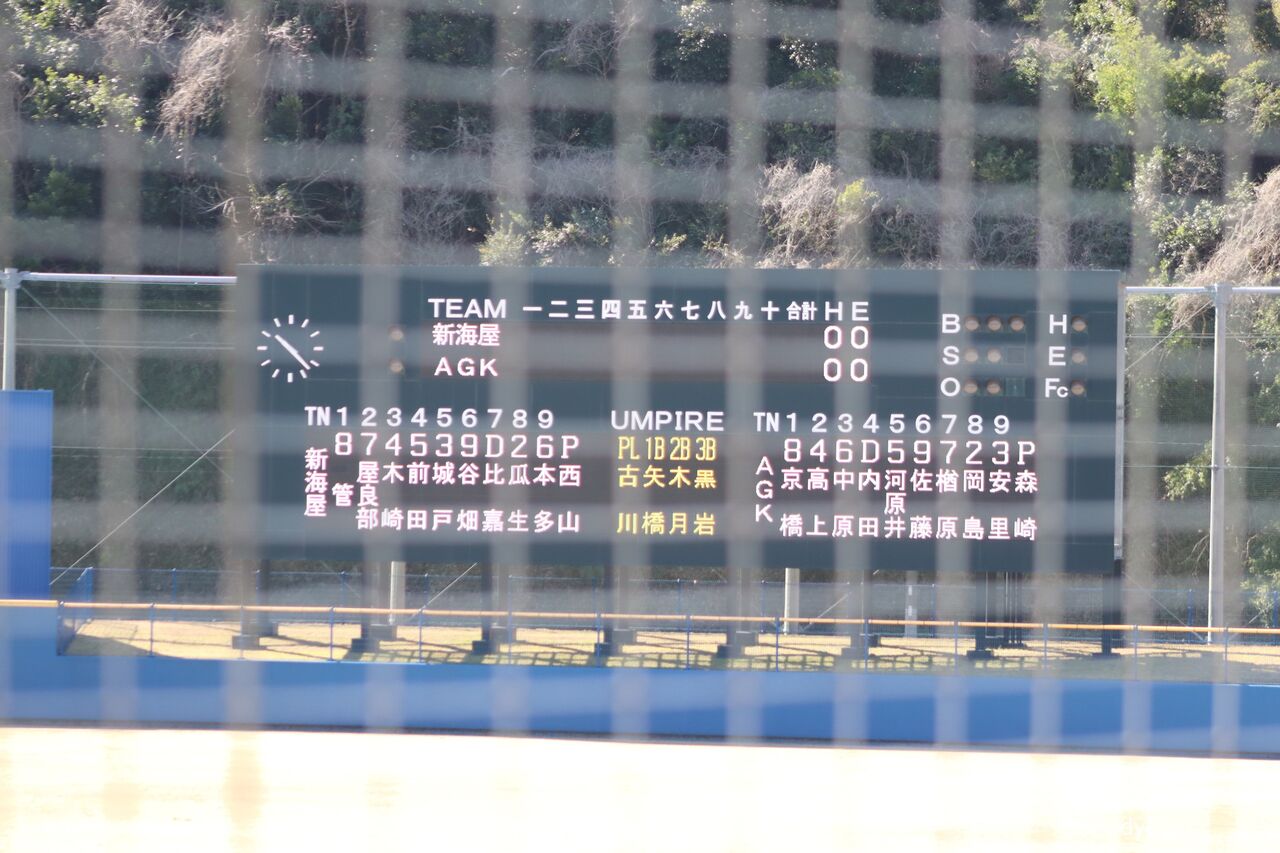 TEAM 一二三四五六七八九十 合計 H E
新海屋 0 0
AGK 0 0
B H
S E
O Fc
TN 1 2 3 4 5 6 7 8 9
8 7 4 5 3 9 D 2 6 P
新海屋
管
屋良部
木崎
前田
城戸
谷畑
比嘉
瓜生
本多
西山
UMPIRE
PL 1B 2B 3B
古川
矢橋
木月
黒岩
TN 1 2 3 4 5 6 7 8 9
8 4 6 D 5 9 7 2 3 P
AGK
京橋
高上
中原
内田
河原井
佐藤
楢原
岡島
安里
森崎